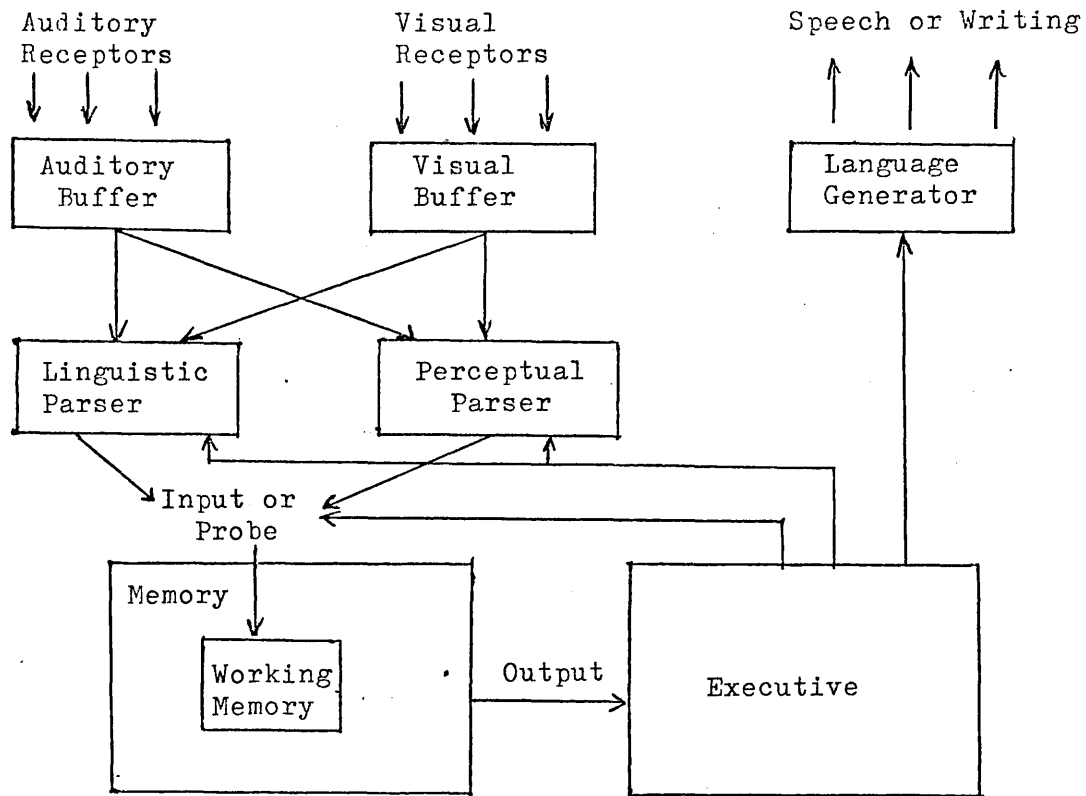 Auditory
Receptors
Visual
Receptors
Speech or Writing
Auditory
Buffer
Visual
Buffer
Language
Generator
Linguistic
Parser
Perceptual
Parser
Input or
Probe
Memory
Working
Memory
Output
Executive